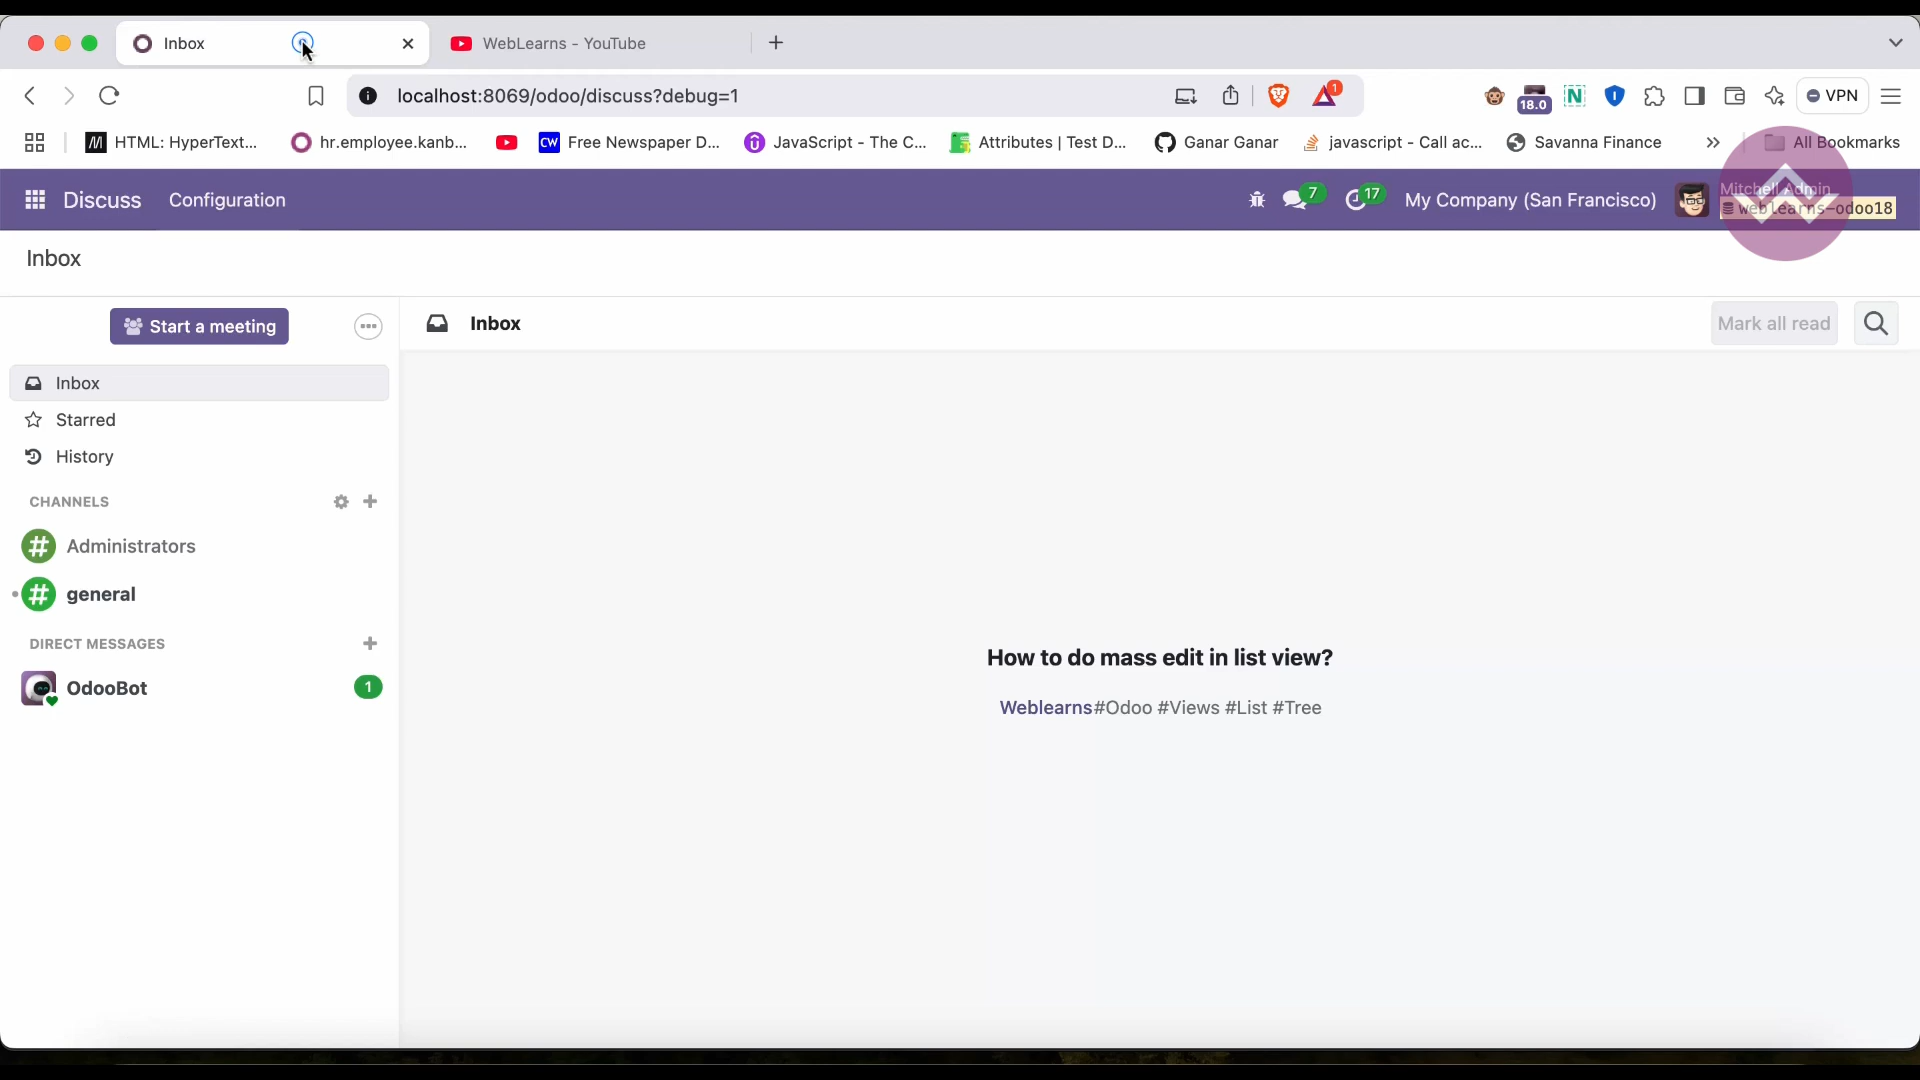 Inbox
WebLearns - YouTube
localhost:8069/odoo/discuss?debug=1
1
18.0
N
VPN
HTML: HyperText...
hr.employee.kanb...
CW
Free Newspaper D...
JavaScript - The C...
Attributes | Test D...
Ganar Ganar
javascript - Call ac...
Savanna Finance
All Bookmarks
Discuss
Configuration
7
17
My Company (San Francisco)
Mitchell Admin
weblearns-odoo18
Inbox
Start a meeting
Inbox
Mark all read
Inbox
Starred
History
CHANNELS
Administrators
general
DIRECT MESSAGES
OdooBot
1
How to do mass edit in list view?
Weblearns#Odoo #Views #List #Tree